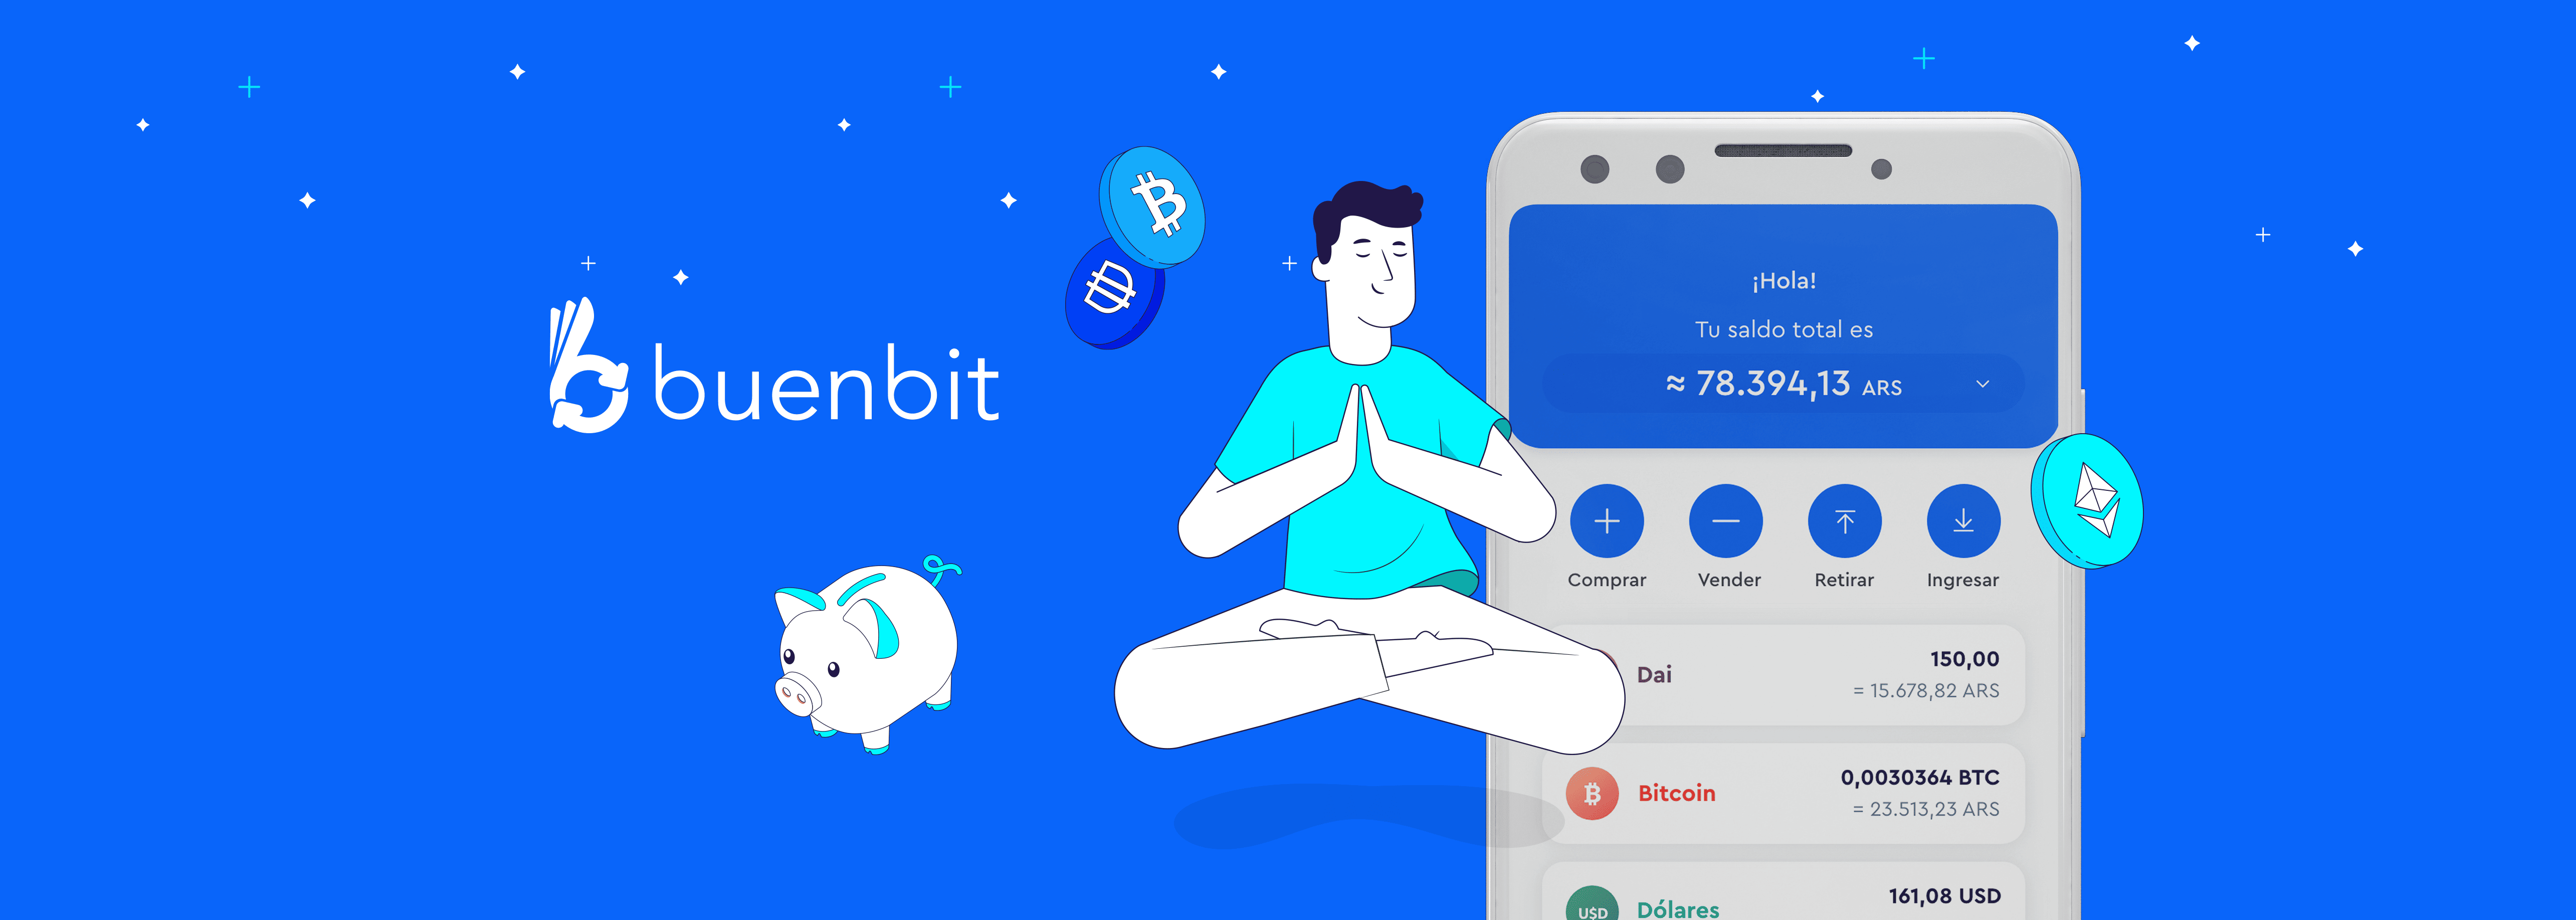 buenbit
¡Hola!
Tu saldo total es
≈ 78.394,13 ARS
Comprar Vender Retirar Ingresar
Dai 150,00
= 15.678,82 ARS
Bitcoin 0,0030364 BTC
= 23.513,23 ARS
U$D Dólares 161,08 USD